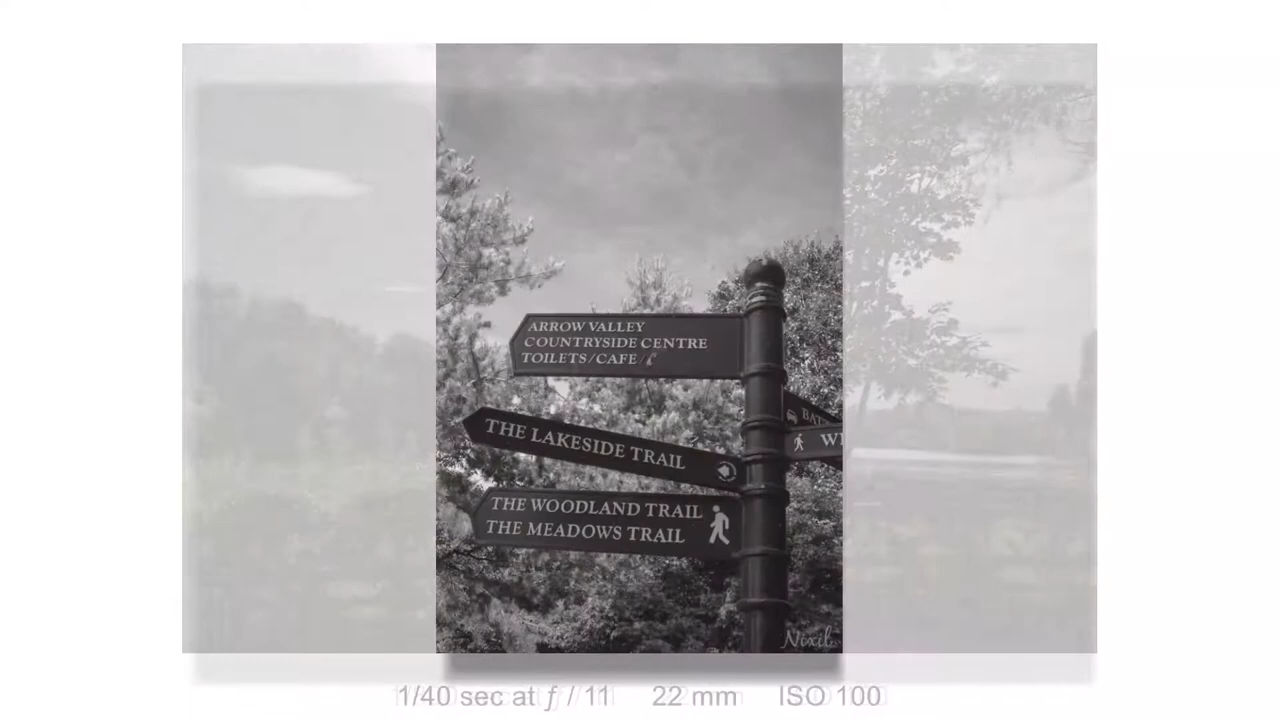 ARROW VALLEY
COUNTRYSIDE CENTRE
TOILETS/CAFE/
THE LAKESIDE TRAIL
THE WOODLAND TRAIL
THE MEADOWS TRAIL
1/40 sec at ƒ / 11 22 mm ISO 100